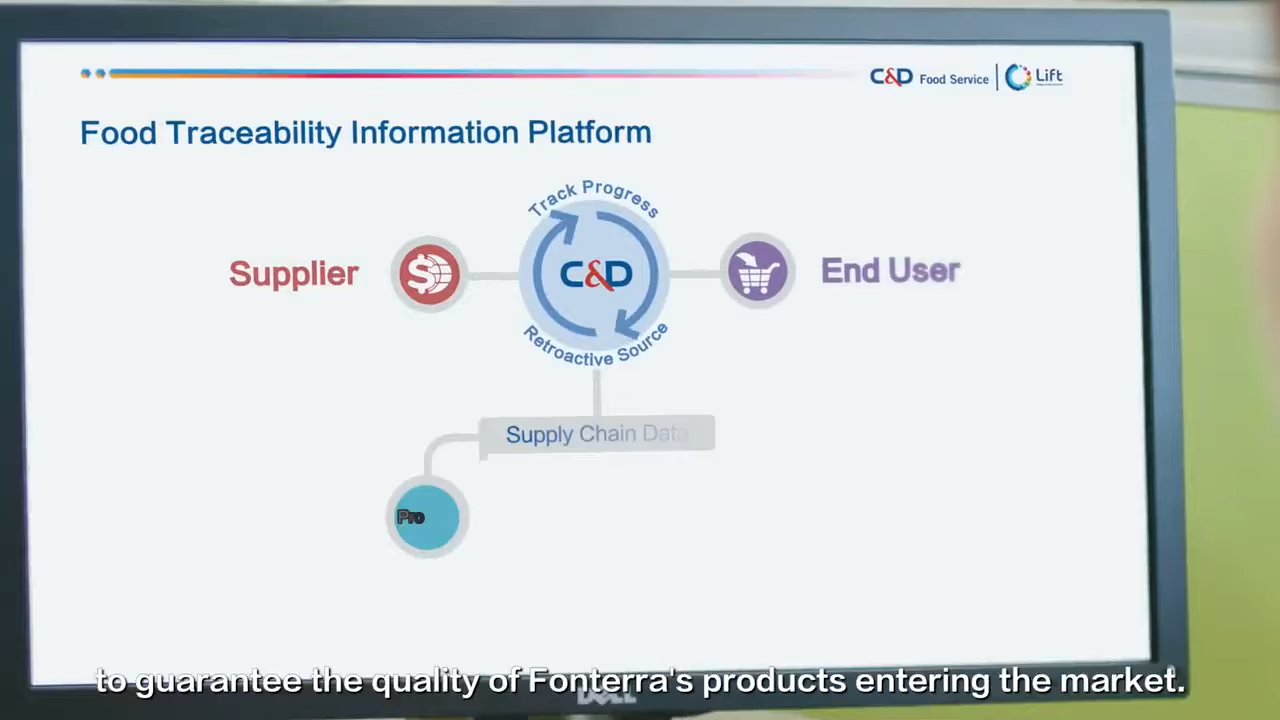 C&D Food Service | Lift
Food Traceability Information Platform
Track Progress
Supplier
C&D
End User
Retroactive Source
Supply Chain Data
Pro
to guarantee the quality of Fonterra's products entering the market.
DELL